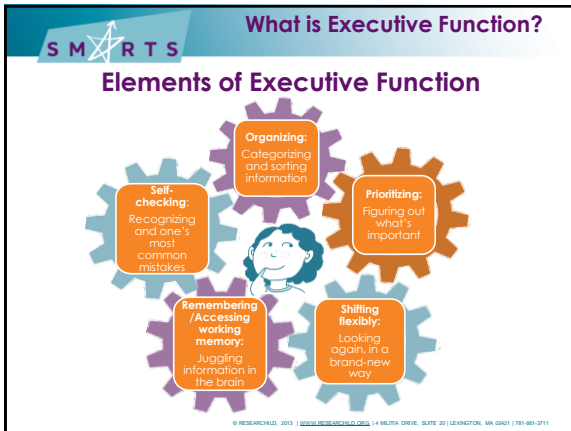 What is Executive Function?
SMARTS
Elements of Executive Function
Organizing:
Categorizing
and sorting
information
Prioritizing:
Figuring out
what's
important
Shifting
flexibly:
Looking
again, in a
brand-new
way
Remembering
/Accessing
working
memory:
Juggling
information in
the brain
Self-
checking:
Recognizing
and one's
most
common
mistakes
© RESEARCHILD, 2013 | WWW.RESEARCHILD.ORG | 4 MILITIA DRIVE, SUITE 20 | LEXINGTON, MA 02421 | 781-861-3711